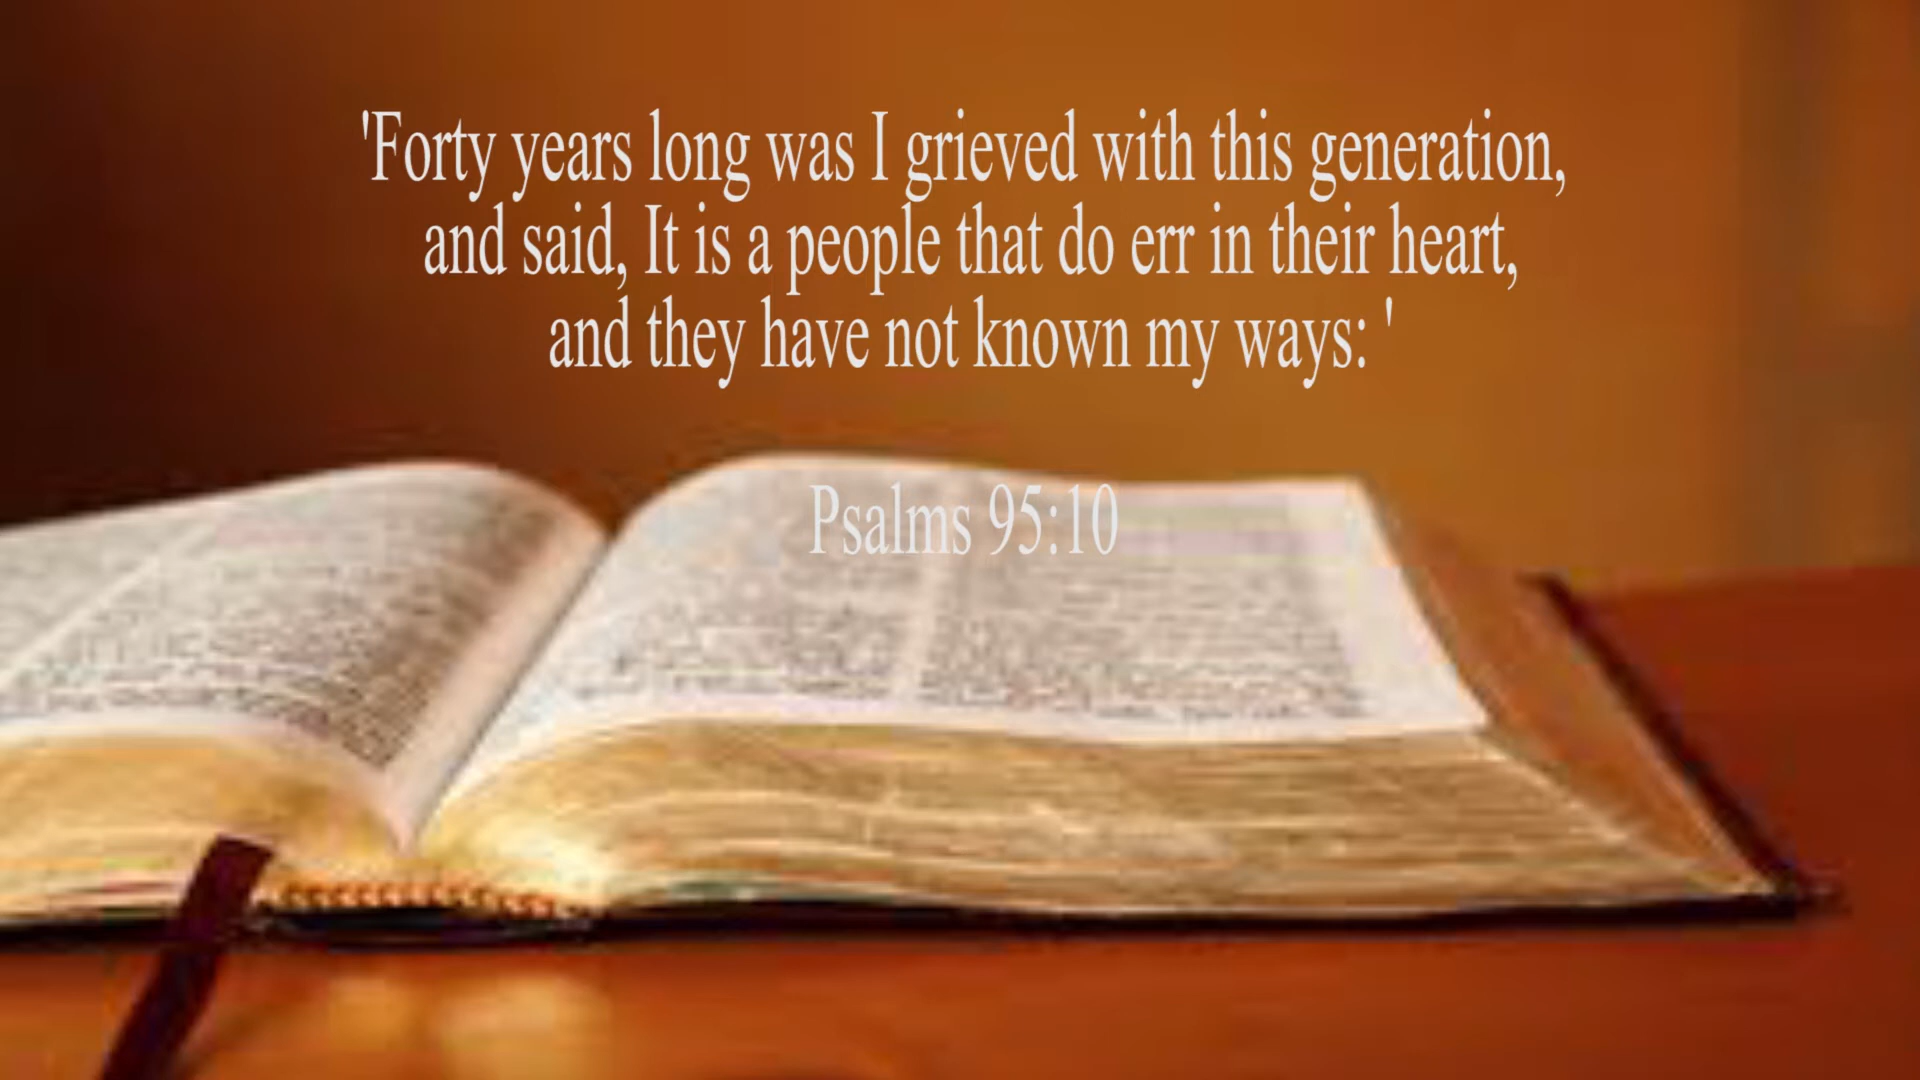 'Forty years long was I grieved with this generation,
and said, It is a people that do err in their heart,
and they have not known my ways: '
Psalms 95:10